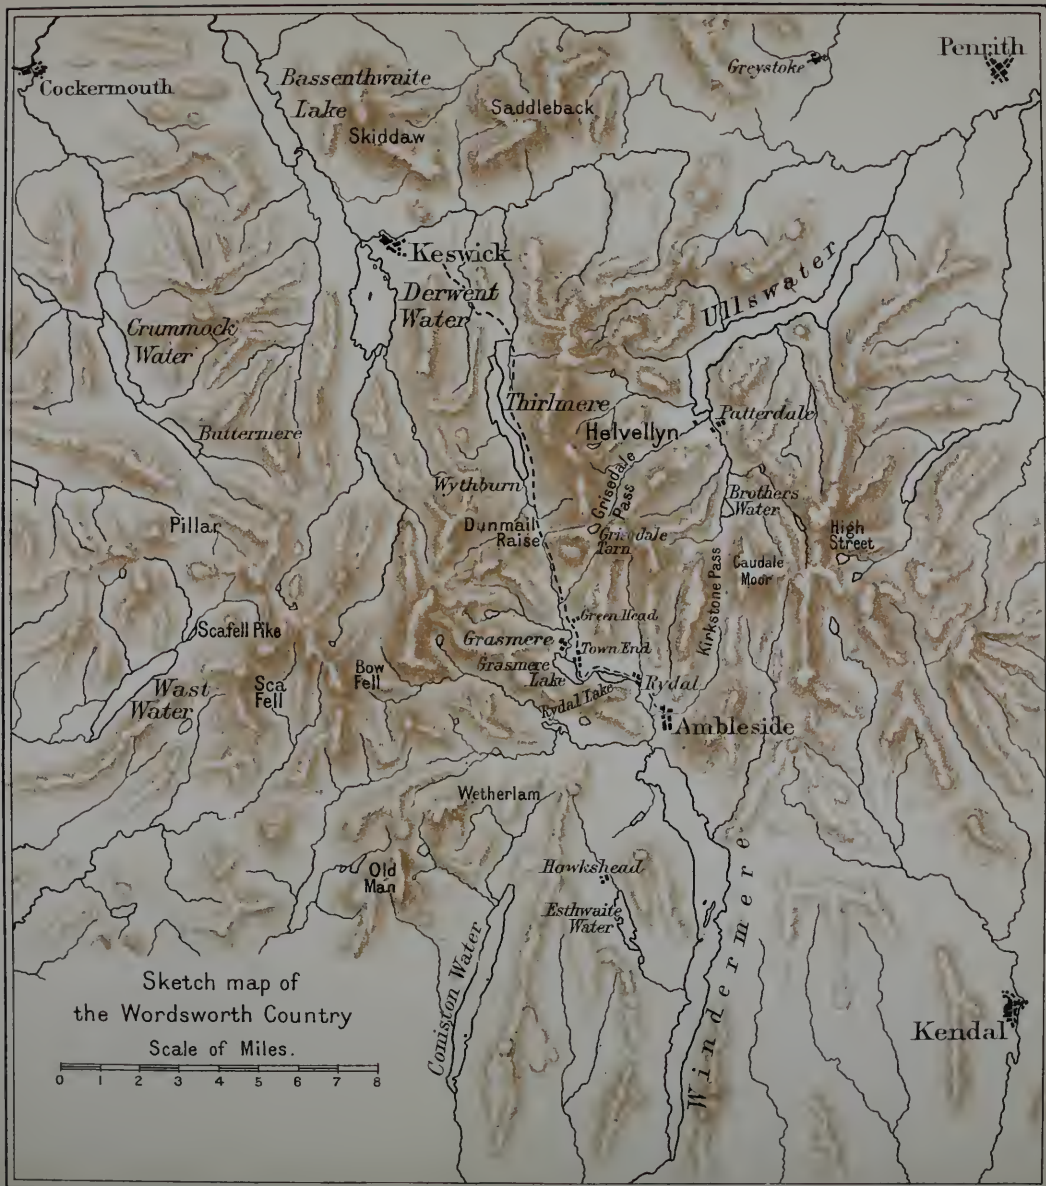 Cockermouth
Bassenthwaite
Lake
Skiddaw
Saddleback
Greystoke
Penrith
Keswick
Derwent
Water
Ullswater
Crummock
Water
Buttermere
Thirlmere
Helvellyn
Patterdale
Grisedale
Pass
Wythburn
Brothers
Water
Pillar
Dunmail
Raise
Grisedale
Tarn
High
Street
Caudale
Moor
Kirkstone Pass
Green Head
Scafell Pike
Grasmere
Town End
Grasmere
Lake
Rydal
Rydal Lake
Bow
Fell
Sca
Fell
Wast
Water
Ambleside
Wetherlam
Old
Man
Hawkshead
Esthwaite
Water
Coniston Water
Windermere
Kendal
Sketch map of
the Wordsworth Country
Scale of Miles.
0 1 2 3 4 5 6 7 8